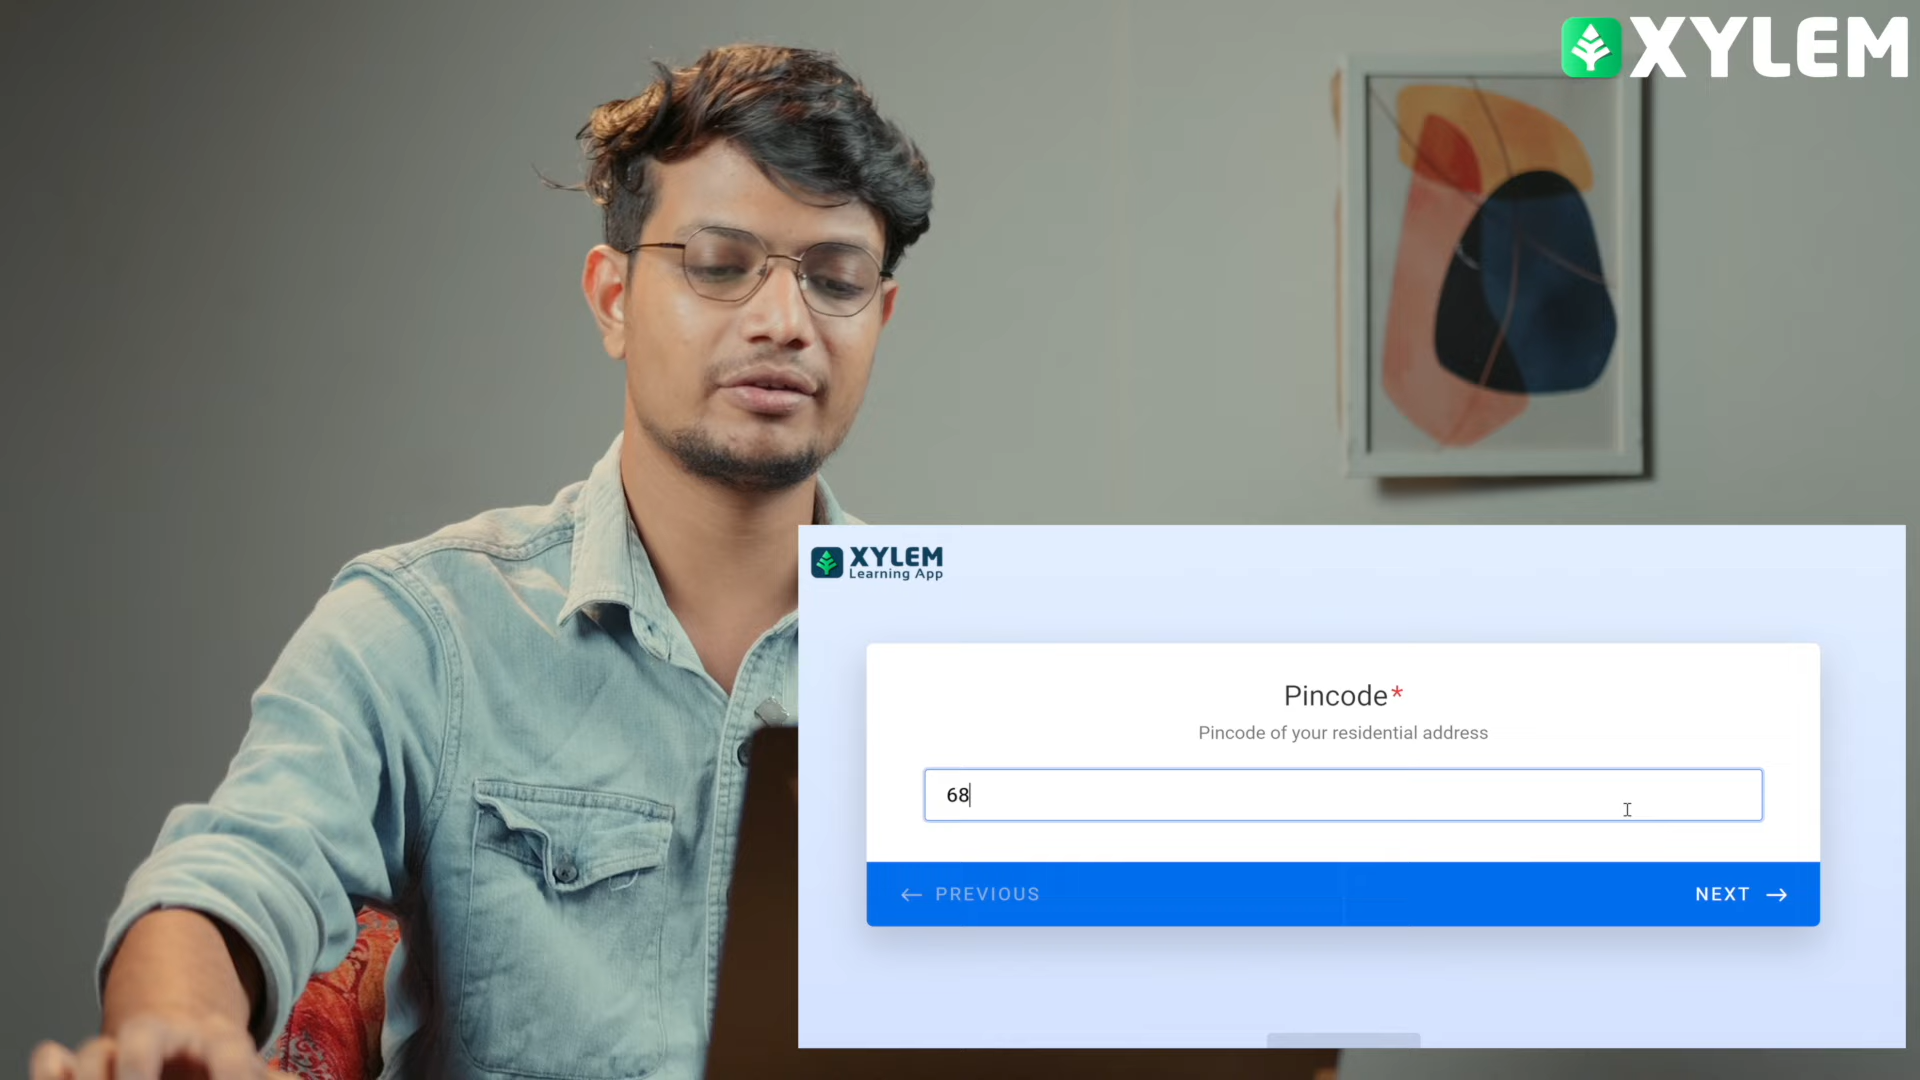 XYLEM
XYLEM
Learning App
Pincode*
Pincode of your residential address
68
← PREVIOUS
NEXT →